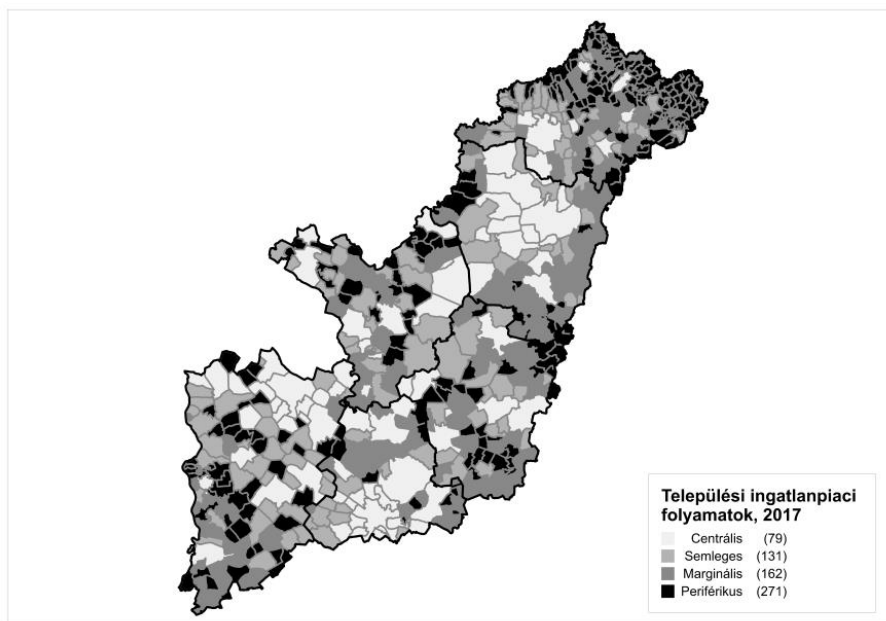 Települési ingatlanpiaci
folyamatok, 2017
Centrális (79)
Semleges (131)
Marginális (162)
Periférikus (271)